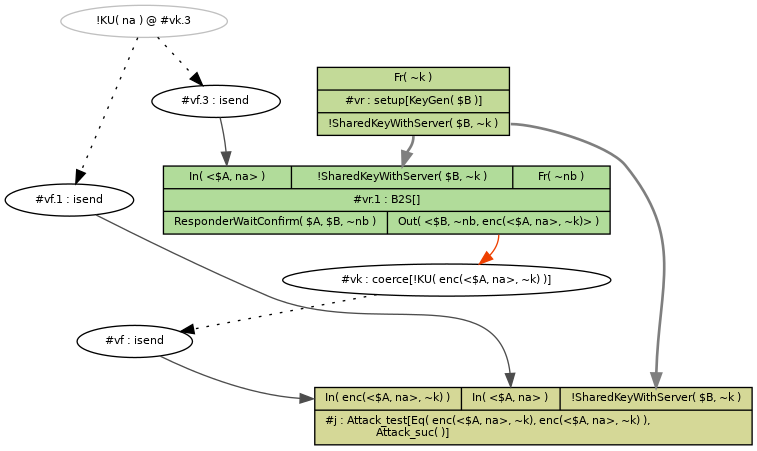 !KU( na ) @ #vk.3
Fr( ~k )
#vf.3 : isend
#vr : setup[KeyGen( $B )]
!SharedKeyWithServer( $B, ~k )
In( <$A, na> )
!SharedKeyWithServer( $B, ~k )
Fr( ~nb )
#vf.1 : isend
#vr.1 : B2S[]
ResponderWaitConfirm( $A, $B, ~nb )
Out( <$B, ~nb, enc(<$A, na>, ~k)> )
#vk : coerce[!KU( enc(<$A, na>, ~k) )]
#vf : isend
In( enc(<$A, na>, ~k) )
In( <$A, na> )
!SharedKeyWithServer( $B, ~k )
#j : Attack_test[Eq( enc(<$A, na>, ~k), enc(<$A, na>, ~k) ),
Attack_suc( )]